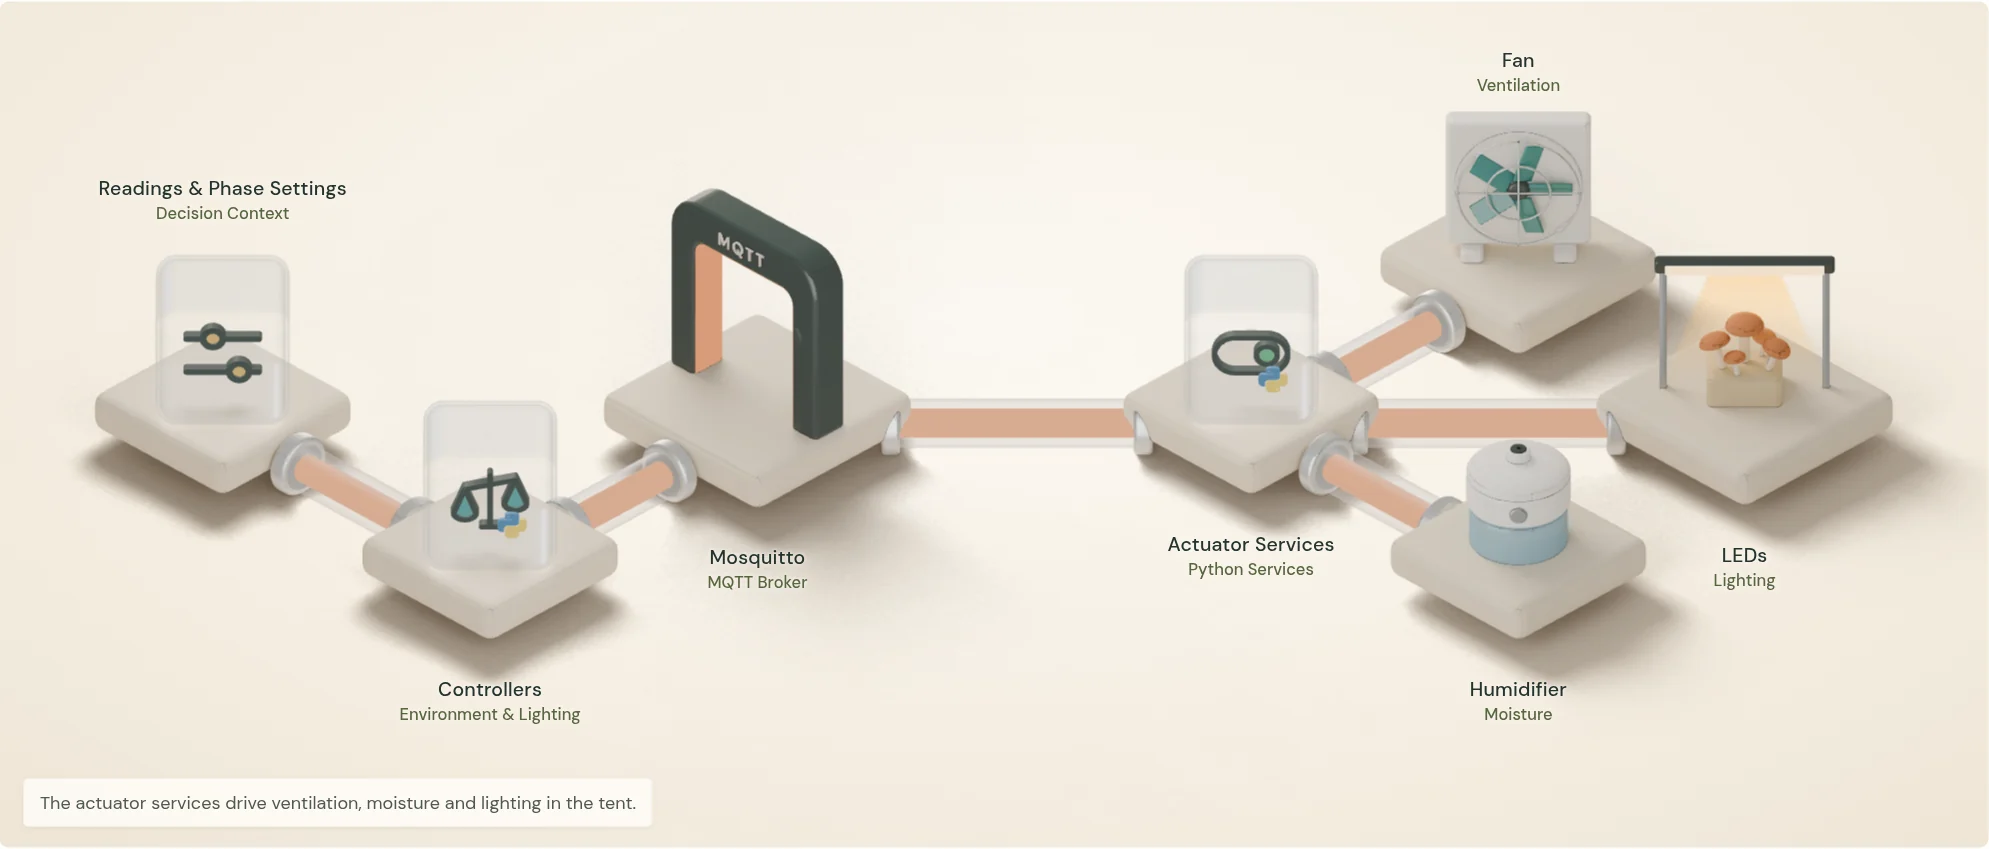 Fan
Ventilation
Readings & Phase Settings
Decision Context
MQTT
Actuator Services
Python Services
Mosquitto
MQTT Broker
LEDs
Lighting
Controllers
Environment & Lighting
Humidifier
Moisture
The actuator services drive ventilation, moisture and lighting in the tent.